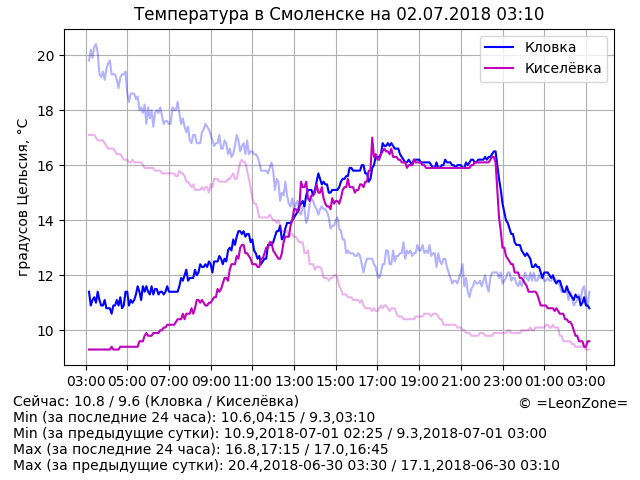 Температура в Смоленске на 02.07.2018 03:10
Кловка
Киселёвка
градусов Цельсия, °C
20
18
16
14
12
10
03:00 05:00 07:00 09:00 11:00 13:00 15:00 17:00 19:00 21:00 23:00 01:00 03:00
Сейчас: 10.8 / 9.6 (Кловка / Киселёвка)
© =LeonZone=
Min (за последние 24 часа): 10.6,04:15 / 9.3,03:10
Min (за предыдущие сутки): 10.9,2018-07-01 02:25 / 9.3,2018-07-01 03:00
Max (за последние 24 часа): 16.8,17:15 / 17.0,16:45
Max (за предыдущие сутки): 20.4,2018-06-30 03:30 / 17.1,2018-06-30 03:10